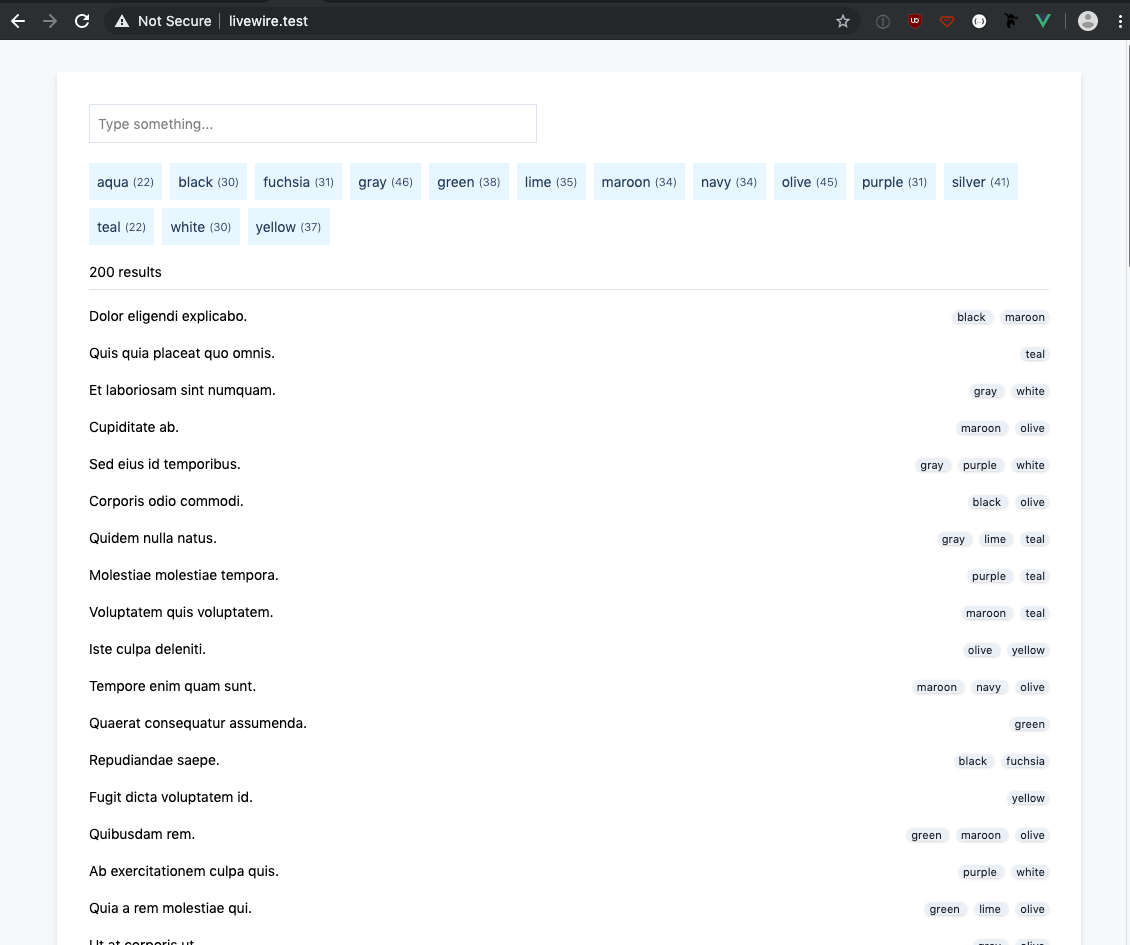 Not Secure | livewire.test
Type something...
aqua (22) black (30) fuchsia (31) gray (46) green (38) lime (35) maroon (34) navy (34) olive (45) purple (31) silver (41)
teal (22) white (30) yellow (37)
200 results
Dolor eligendi explicabo. black maroon
Quis quia placeat quo omnis. teal
Et laboriosam sint numquam. gray white
Cupiditate ab. maroon olive
Sed eius id temporibus. gray purple white
Corporis odio commodi. black olive
Quidem nulla natus. gray lime teal
Molestiae molestiae tempora. purple teal
Voluptatem quis voluptatem. maroon teal
Iste culpa deleniti. olive yellow
Tempore enim quam sunt. maroon navy olive
Quaerat consequatur assumenda. green
Repudiandae saepe. black fuchsia
Fugit dicta voluptatem id. yellow
Quibusdam rem. green maroon olive
Ab exercitationem culpa quis. purple white
Quia a rem molestiae qui. green lime olive
Ut at corporis ut. gray olive